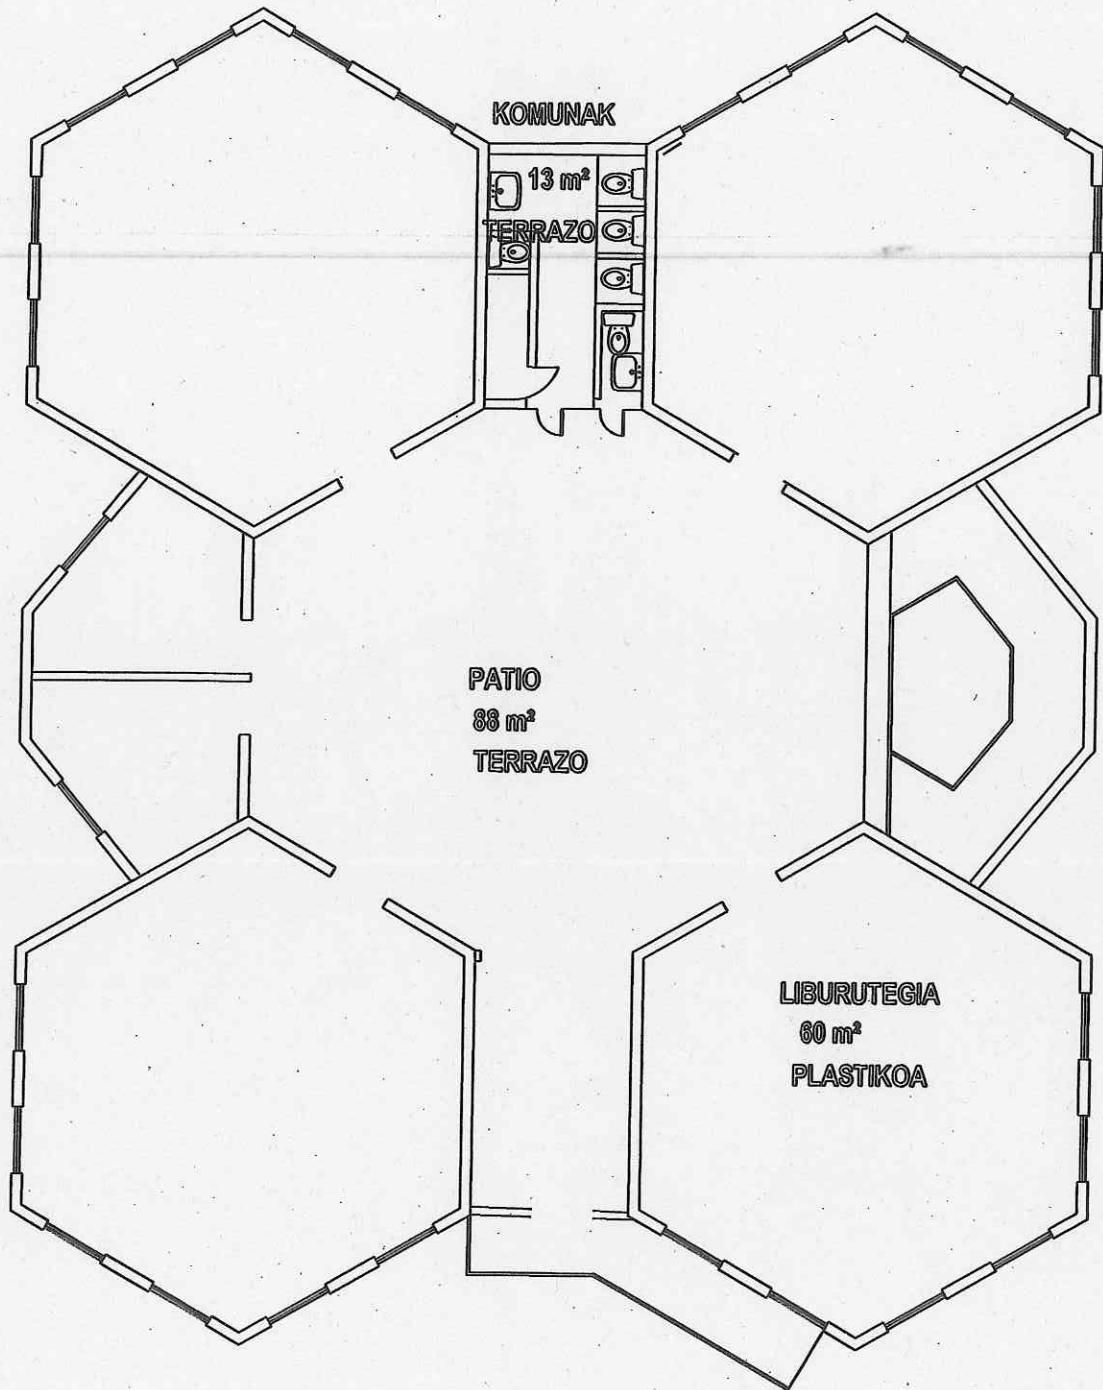 KOMUNAK
13 m²
TERRAZO
PATIO
88 m²
TERRAZO
LIBURUTEGIA
60 m²
PLASTIKOA